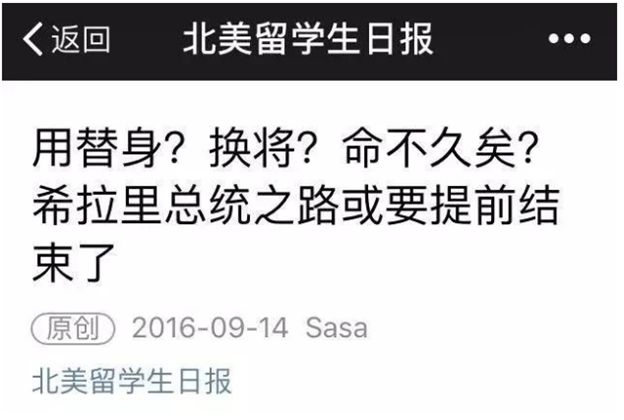 返回 北美留学生日报
用替身？换将？命不久矣？
希拉里总统之路或要提前结
束了
原创 2016-09-14 Sasa
北美留学生日报